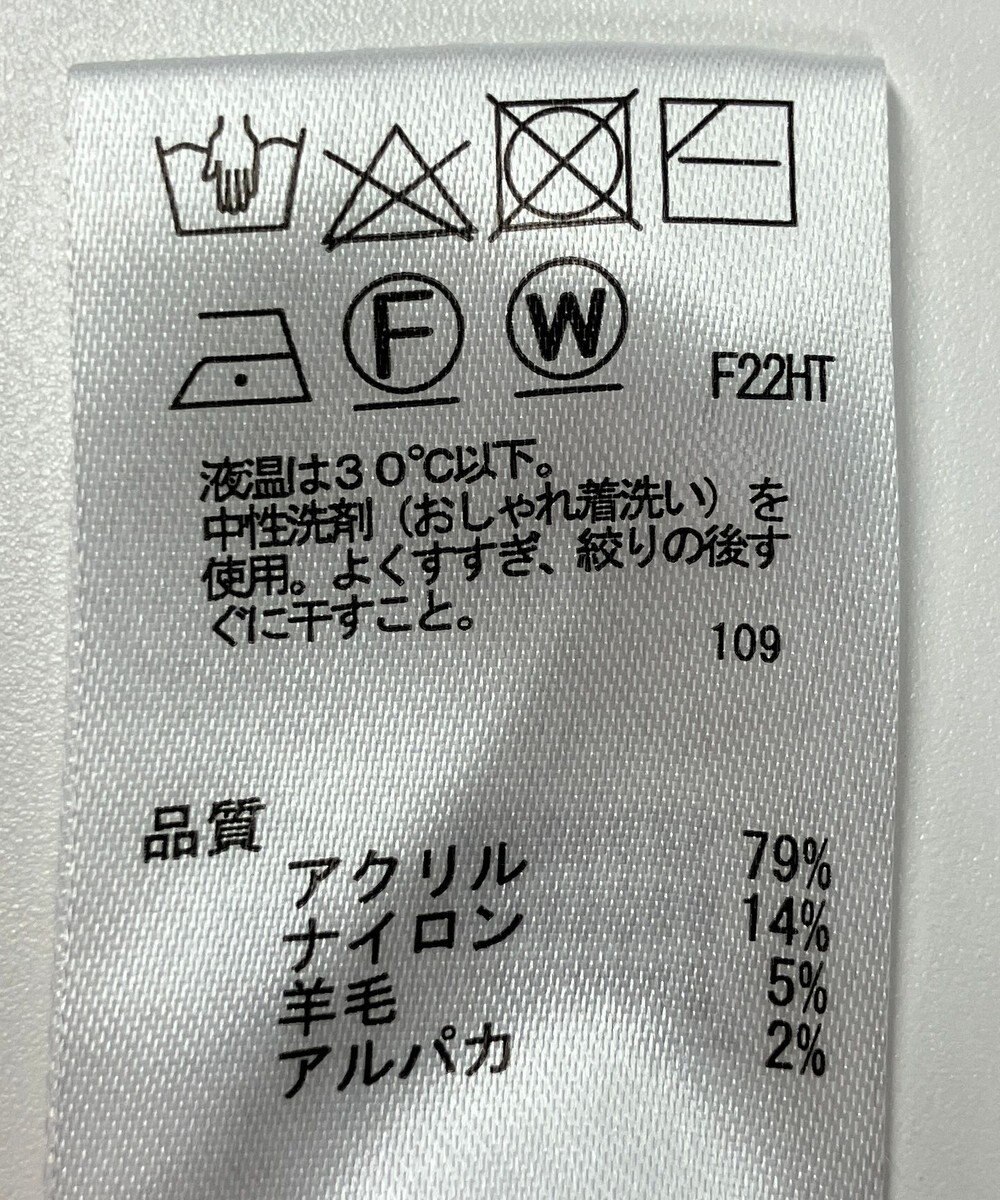 F W F22HT
液温は30℃以下。
中性洗剤（おしゃれ着洗い）を
使用。よくすすぎ、絞りの後す
ぐに干すこと。
109
品質
アクリル 79%
ナイロン 14%
羊毛 5%
アルパカ 2%